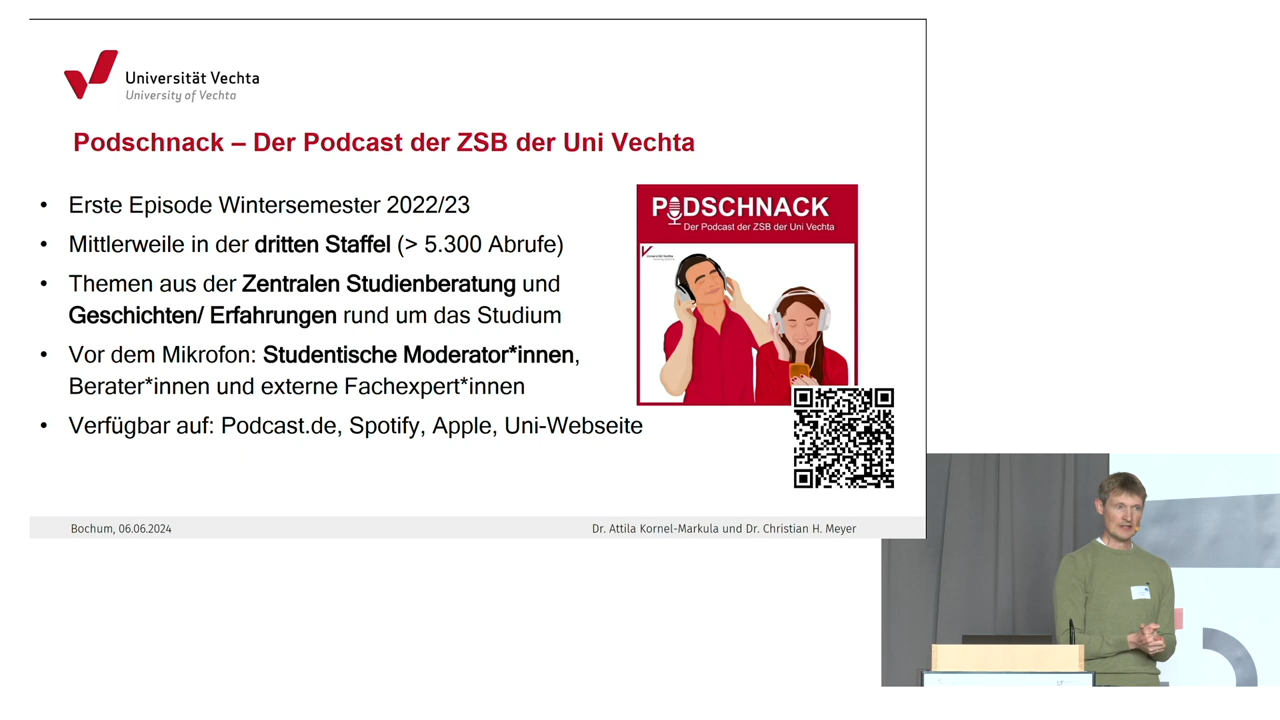 Universität Vechta
University of Vechta
Podschnack – Der Podcast der ZSB der Uni Vechta
• Erste Episode Wintersemester 2022/23
• Mittlerweile in der dritten Staffel (> 5.300 Abrufe)
• Themen aus der Zentralen Studienberatung und
Geschichten/ Erfahrungen rund um das Studium
• Vor dem Mikrofon: Studentische Moderator*innen,
Berater*innen und externe Fachexpert*innen
• Verfügbar auf: Podcast.de, Spotify, Apple, Uni-Webseite
PODSCHNACK
Der Podcast der ZSB der Uni Vechta
Universität Vechta
Bochum, 06.06.2024
Dr. Attila Kornel-Markula und Dr. Christian H. Meyer